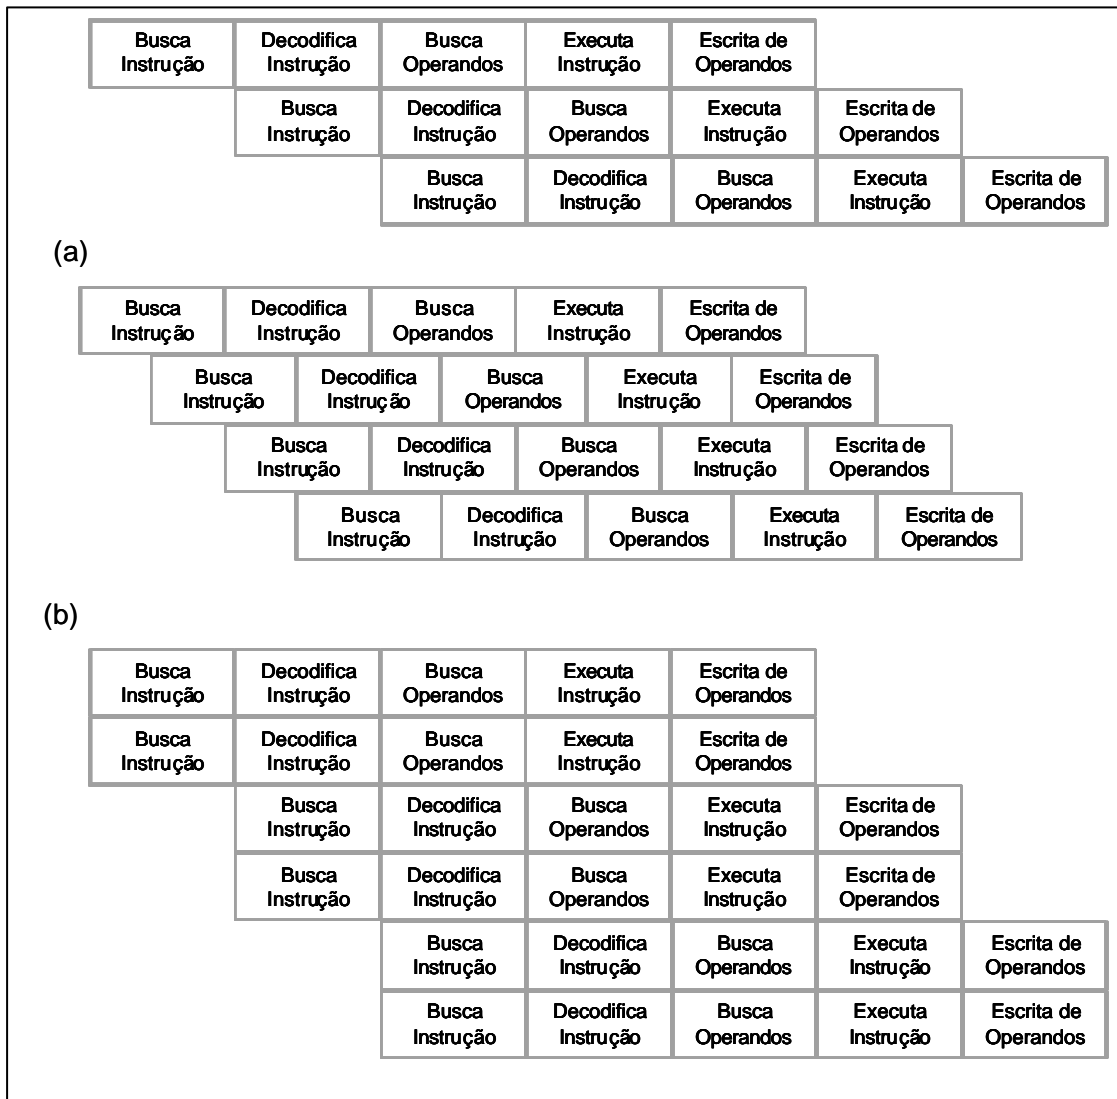 Busca Decodifica Busca Executa Escrita de
Instrução Instrução Operandos Instrução Operandos
Busca Decodifica Busca Executa Escrita de
Instrução Instrução Operandos Instrução Operandos
Busca Decodifica Busca Executa Escrita de
Instrução Instrução Operandos Instrução Operandos
(a)
Busca Decodifica Busca Executa Escrita de
Instrução Instrução Operandos Instrução Operandos
Busca Decodifica Busca Executa Escrita de
Instrução Instrução Operandos Instrução Operandos
Busca Decodifica Busca Executa Escrita de
Instrução Instrução Operandos Instrução Operandos
Busca Decodifica Busca Executa Escrita de
Instrução Instrução Operandos Instrução Operandos
(b)
Busca Decodifica Busca Executa Escrita de
Instrução Instrução Operandos Instrução Operandos
Busca Decodifica Busca Executa Escrita de
Instrução Instrução Operandos Instrução Operandos
Busca Decodifica Busca Executa Escrita de
Instrução Instrução Operandos Instrução Operandos
Busca Decodifica Busca Executa Escrita de
Instrução Instrução Operandos Instrução Operandos
Busca Decodifica Busca Executa Escrita de
Instrução Instrução Operandos Instrução Operandos
Busca Decodifica Busca Executa Escrita de
Instrução Instrução Operandos Instrução Operandos